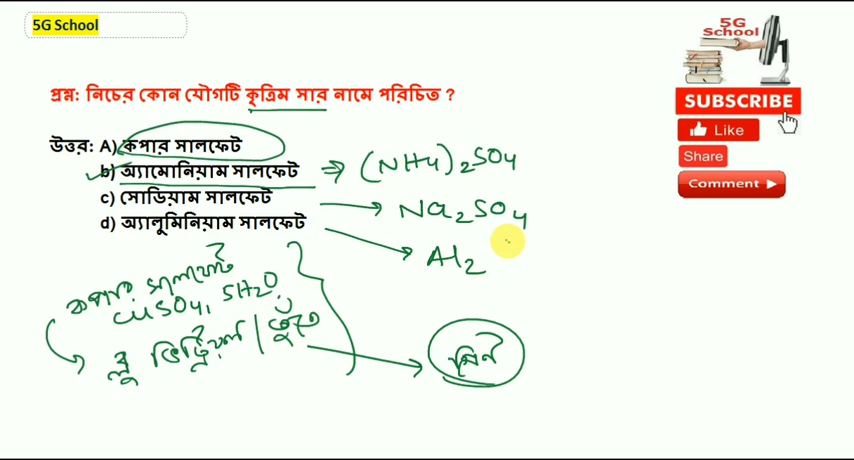 5G School
5G
School
SUBSCRIBE
Like
Share
Comment
প্রশ্ন: নিচের কোন যৌগটি কৃত্রিম সার নামে পরিচিত ?
উত্তর: A) কপার সালফেট
b) অ্যামোনিয়াম সালফেট
(NH4)2SO4
c) সোডিয়াম সালফেট
Na2SO4
d) অ্যালুমিনিয়াম সালফেট
Al2
কপার সালফেট
CuSO4, 5H2O
ব্লু ভিট্রিয়ল / তুঁতে